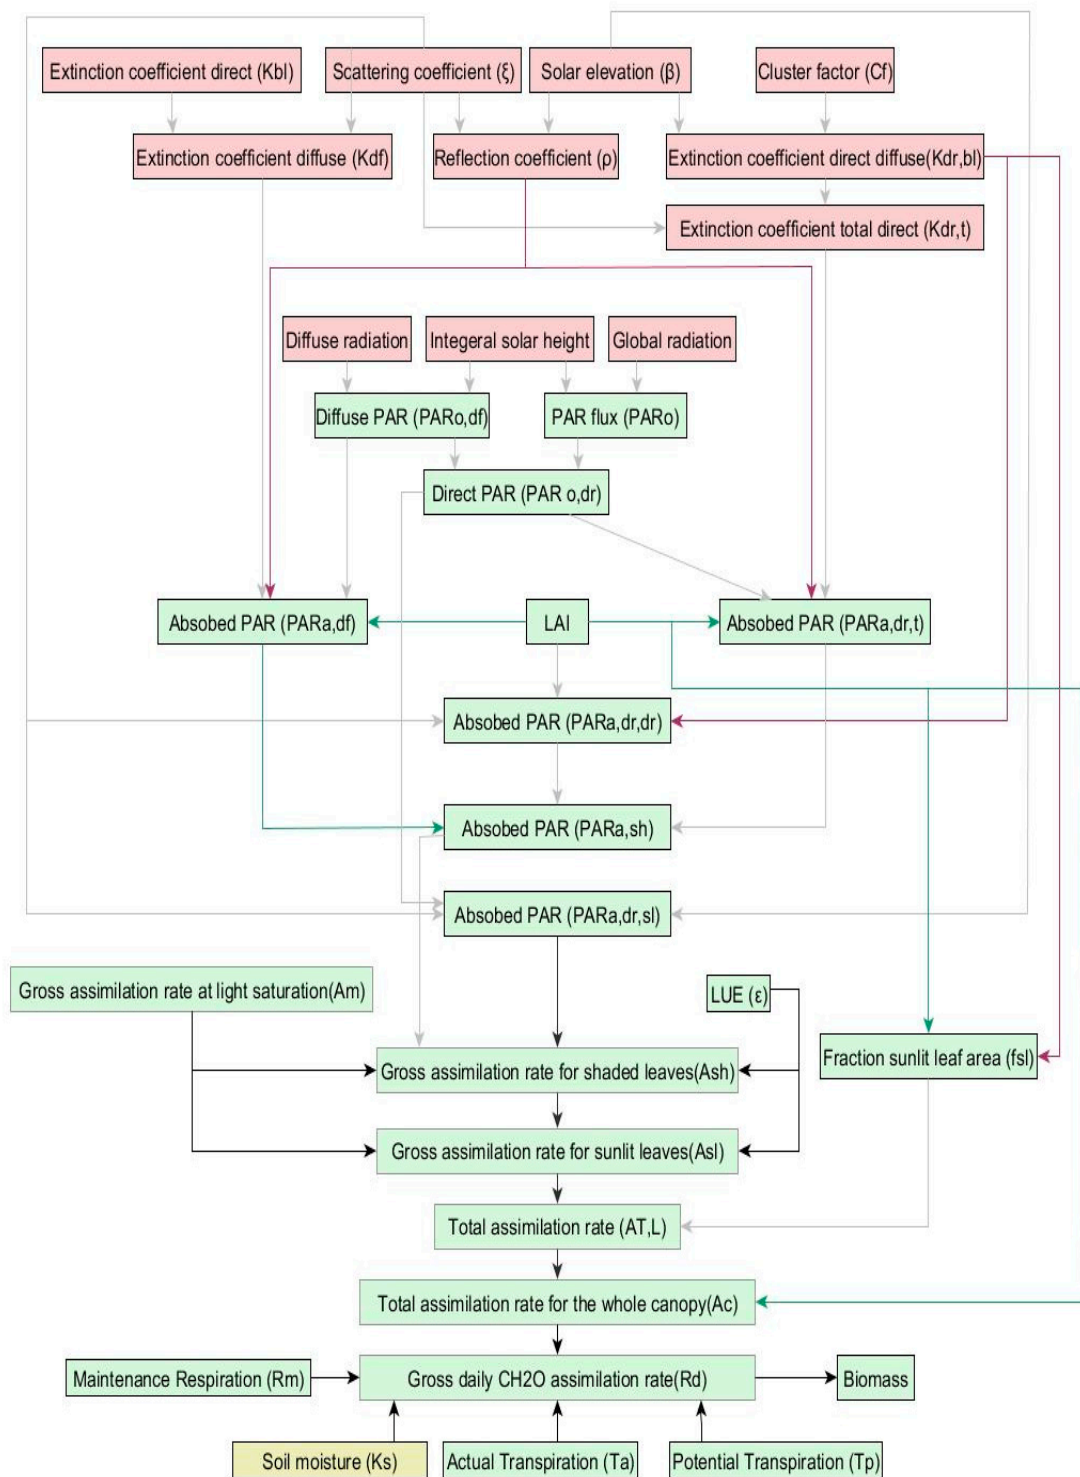 Extinction coefficient direct (Kbl)
Scattering coefficient (ξ)
Solar elevation (β)
Cluster factor (Cf)
Extinction coefficient diffuse (Kdf)
Reflection coefficient (ρ)
Extinction coefficient direct diffuse(Kdr,bl)
Extinction coefficient total direct (Kdr,t)
Diffuse radiation
Integeral solar height
Global radiation
Diffuse PAR (PARo,df)
PAR flux (PARo)
Direct PAR (PAR o,dr)
Absobed PAR (PARa,df)
LAI
Absobed PAR (PARa,dr,t)
Absobed PAR (PARa,dr,dr)
Absobed PAR (PARa,sh)
Absobed PAR (PARa,dr,sl)
Gross assimilation rate at light saturation(Am)
LUE (ε)
Fraction sunlit leaf area (fsl)
Gross assimilation rate for shaded leaves(Ash)
Gross assimilation rate for sunlit leaves(Asl)
Total assimilation rate (AT,L)
Total assimilation rate for the whole canopy(Ac)
Maintenance Respiration (Rm)
Gross daily CH2O assimilation rate(Rd)
Biomass
Soil moisture (Ks)
Actual Transpiration (Ta)
Potential Transpiration (Tp)